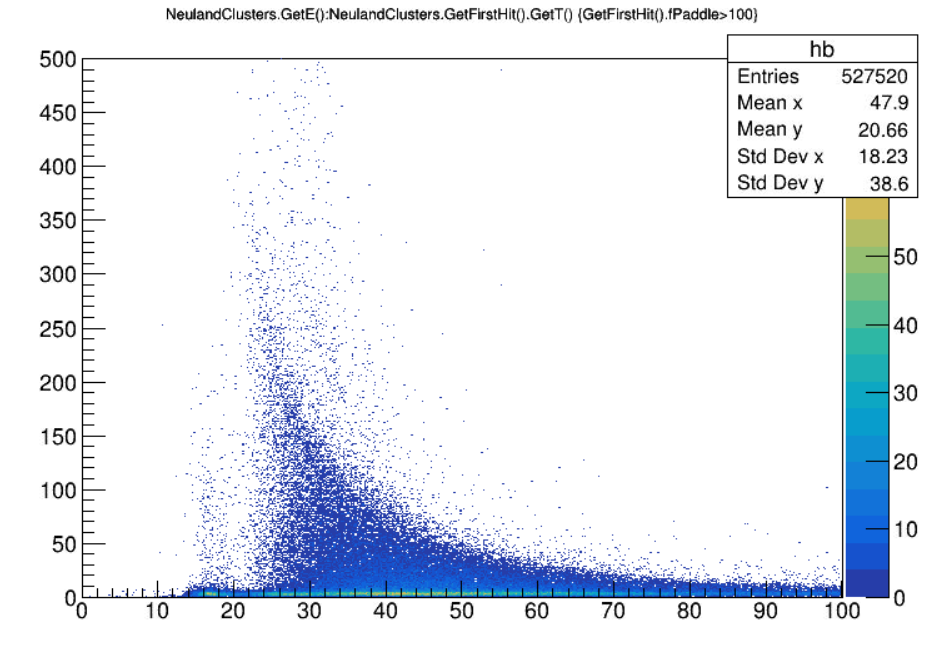 NeulandClusters.GetE():NeulandClusters.GetFirstHit().GetT() {GetFirstHit().fPaddle>100}
hb
Entries 527520
Mean x 47.9
Mean y 20.66
Std Dev x 18.23
Std Dev y 38.6
500
450
400
350
300
250
200
150
100
50
0
50
40
30
20
10
0
0 10 20 30 40 50 60 70 80 90 100